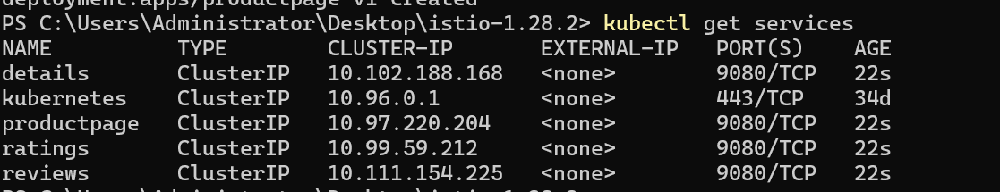 deployment.apps/productpage-v1 created
PS C:\Users\Administrator\Desktop\istio-1.28.2> kubectl get services
NAME TYPE CLUSTER-IP EXTERNAL-IP PORT(S) AGE
details ClusterIP 10.102.188.168 <none> 9080/TCP 22s
kubernetes ClusterIP 10.96.0.1 <none> 443/TCP 34d
productpage ClusterIP 10.97.220.204 <none> 9080/TCP 22s
ratings ClusterIP 10.99.59.212 <none> 9080/TCP 22s
reviews ClusterIP 10.111.154.225 <none> 9080/TCP 22s